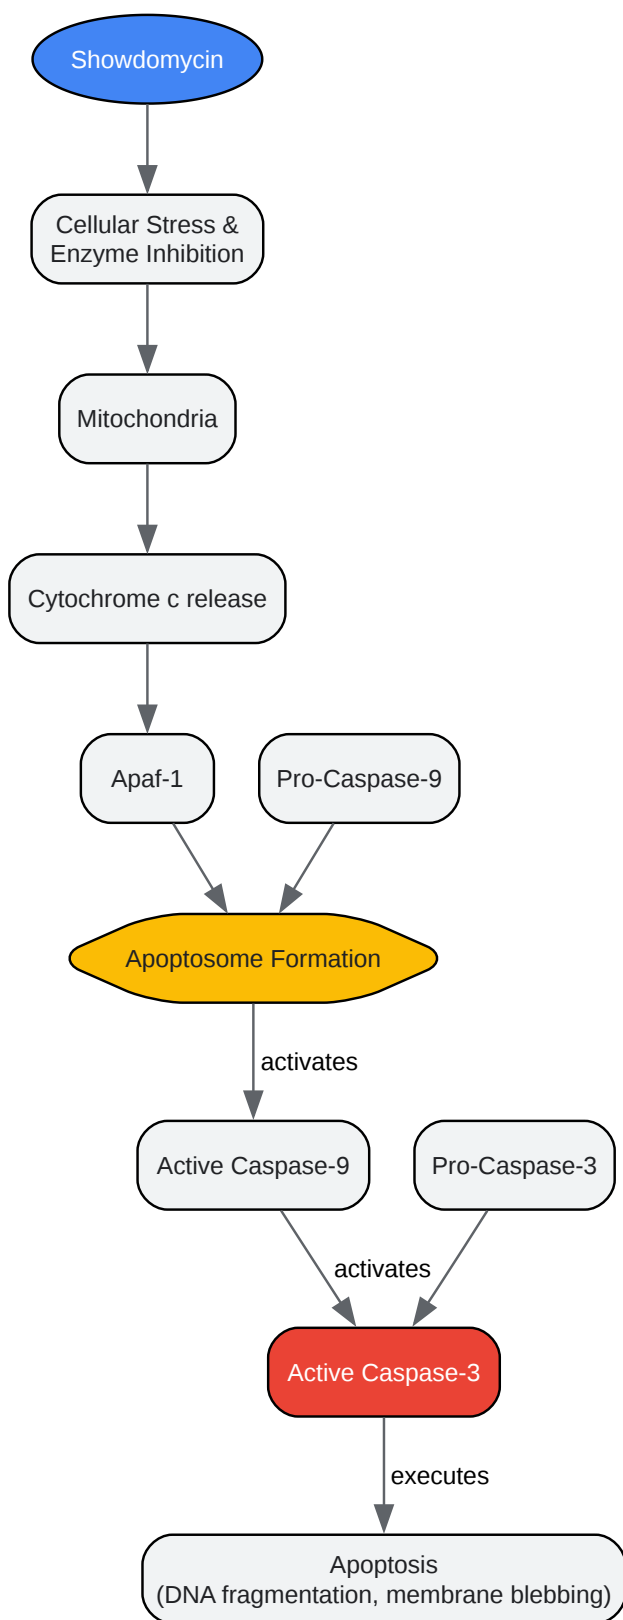 Showdomycin
Cellular Stress &
Enzyme Inhibition
Mitochondria
Cytochrome c release
Apaf-1
Pro-Caspase-9
Apoptosome Formation
activates
Active Caspase-9
Pro-Caspase-3
activates
Active Caspase-3
executes
Apoptosis
(DNA fragmentation, membrane blebbing)